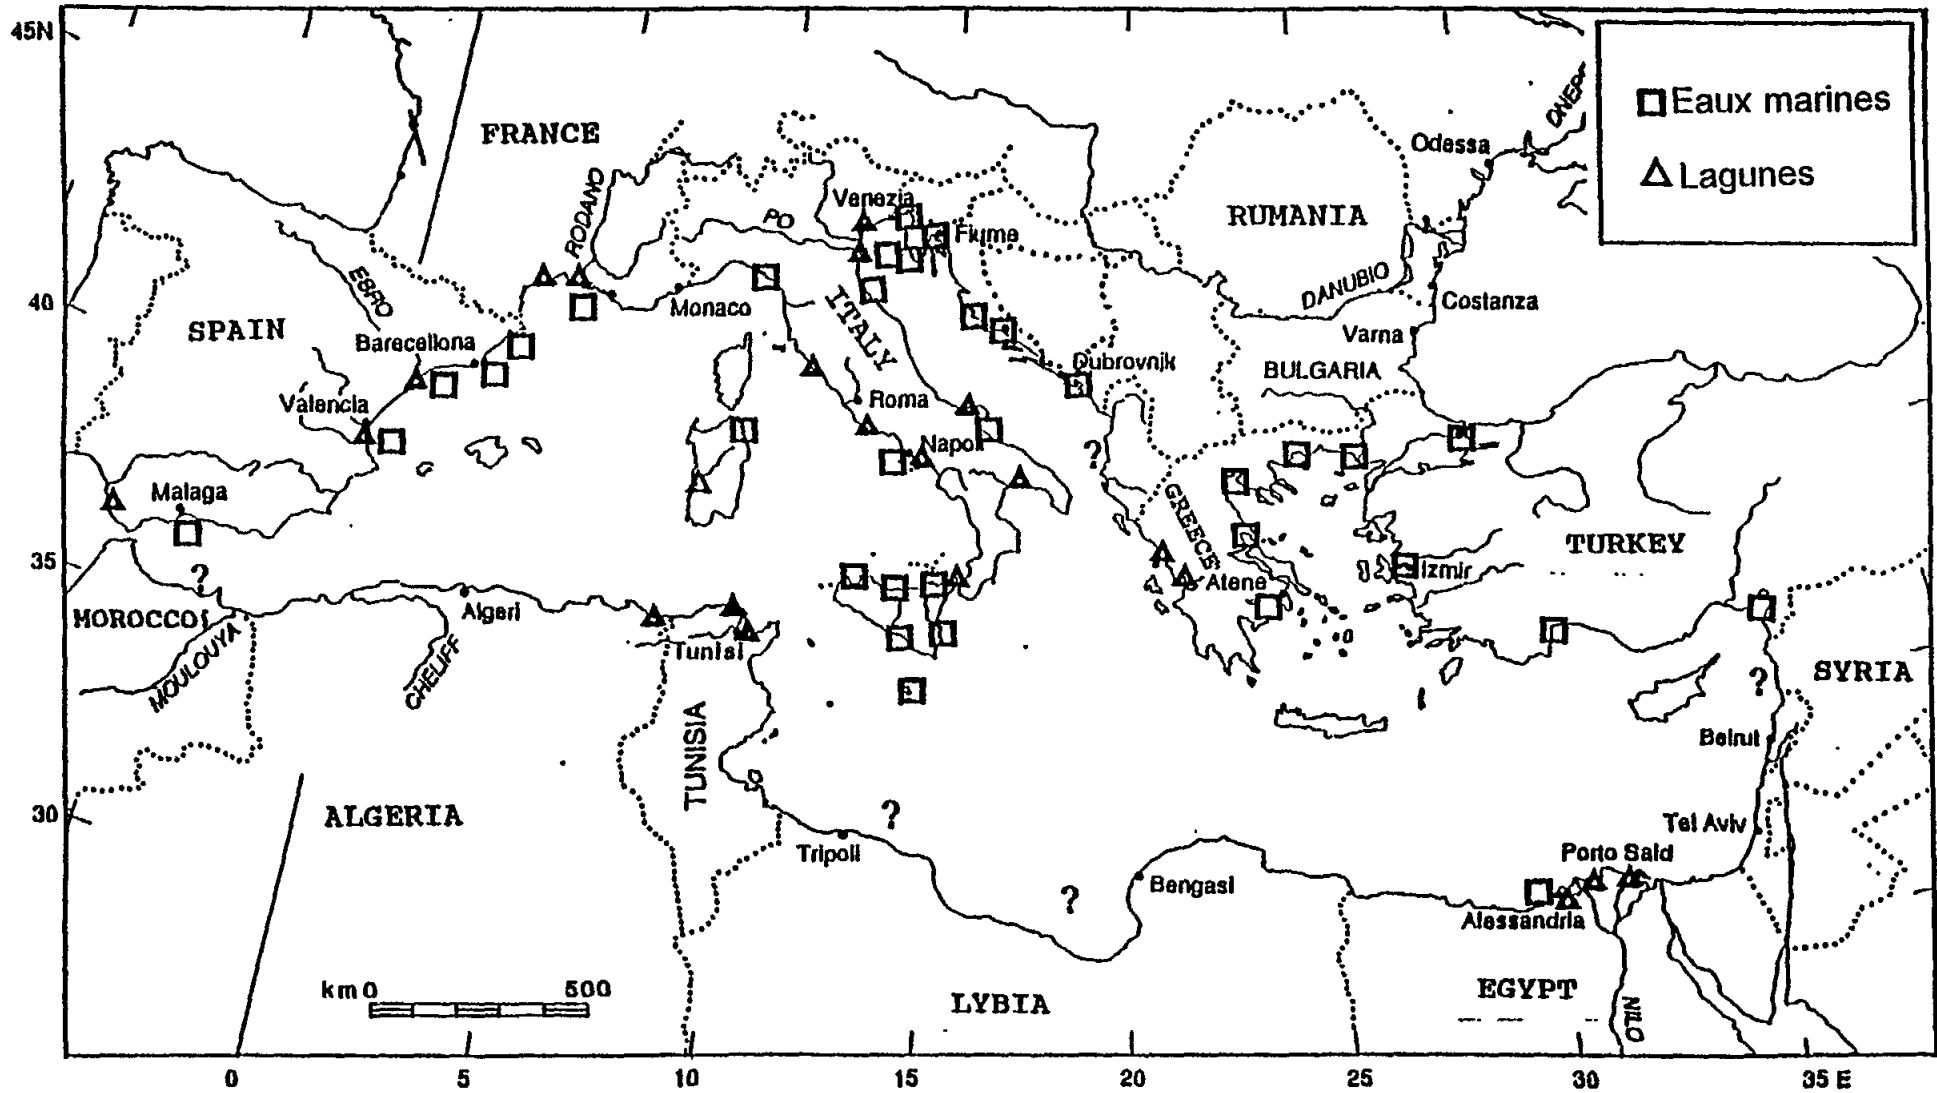 45N
FRANCE
DNEP
Eaux marines
Odessa
Lagunes
RODANO
Venezia
PO
RUMANIA
Fiume
EBRO
DANUBIO
40
SPAIN
Monaco
ITALY
Costanza
Barecellona
Varna
Dubrovnik
BULGARIA
Valencia
Roma
Napoli
?
Malaga
GREECE
35
TURKEY
?
Izmir
Atene
MOROCCO
Algeri
MOULOUYA
CHELIFF
Tunisi
SYRIA
?
TUNISIA
Beirut
30
ALGERIA
?
Tel Aviv
Tripoli
Porto Said
?
Bengasi
Alessandria
km 0 500
LYBIA
EGYPT
NILO
0 5 10 15 20 25 30 35 E